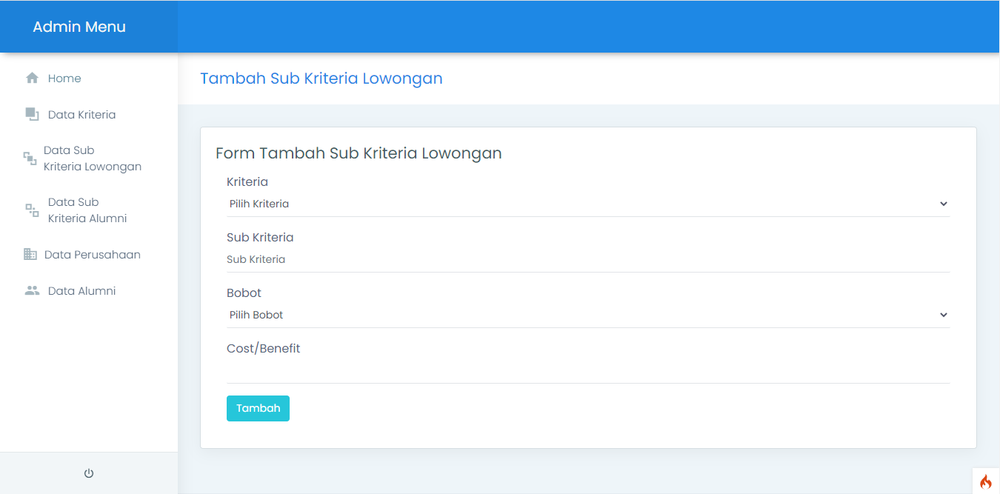 Admin Menu
Home
Data Kriteria
Data Sub
Kriteria Lowongan
Data Sub
Kriteria Alumni
Data Perusahaan
Data Alumni
Tambah Sub Kriteria Lowongan
Form Tambah Sub Kriteria Lowongan
Kriteria
Pilih Kriteria
Sub Kriteria
Sub Kriteria
Bobot
Pilih Bobot
Cost/Benefit
Tambah